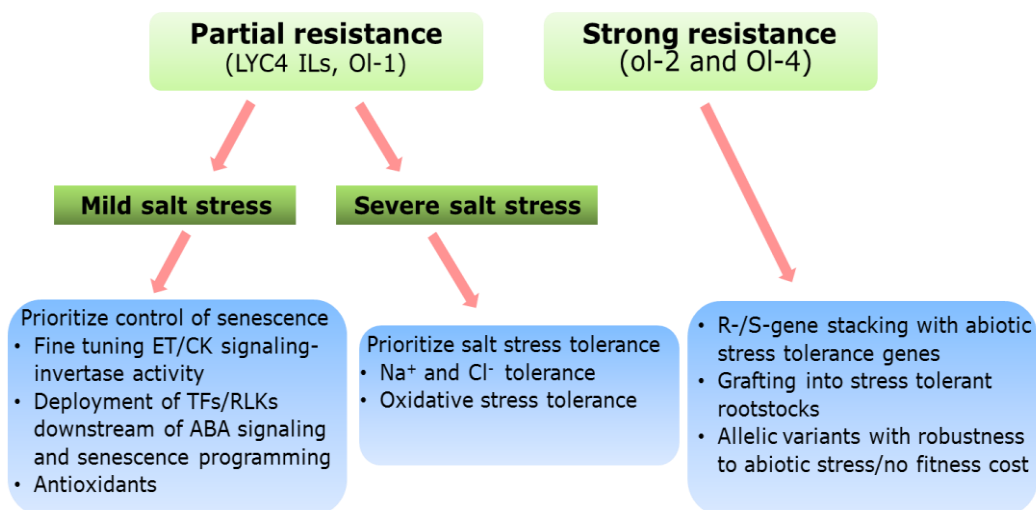 Partial resistance
(LYC4 ILs, Ol-1)
Strong resistance
(ol-2 and Ol-4)
Mild salt stress
Severe salt stress
Prioritize control of senescence
• Fine tuning ET/CK signaling-
invertase activity
• Deployment of TFs/RLKs
downstream of ABA signaling
and senescence programming
• Antioxidants
Prioritize salt stress tolerance
• Na⁺ and Cl⁻ tolerance
• Oxidative stress tolerance
• R-/S-gene stacking with abiotic
stress tolerance genes
• Grafting into stress tolerant
rootstocks
• Allelic variants with robustness
to abiotic stress/no fitness cost